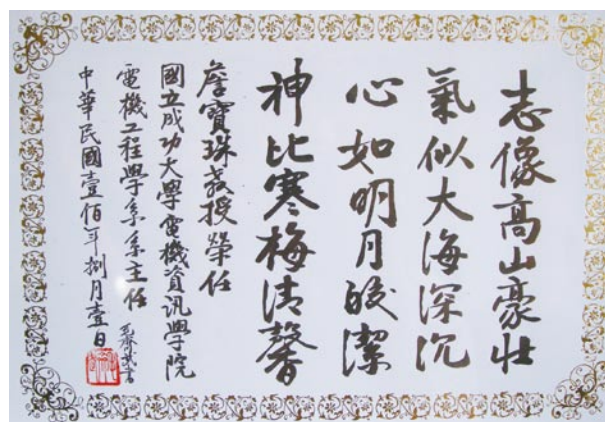 志像高山豪壯
氣似大海深沉
心如明月皎潔
神比寒梅清馨
詹寶珠教授榮任
國立成功大學電機資訊學院
電機工程學系系主任
中華民國壹佰年捌月壹日